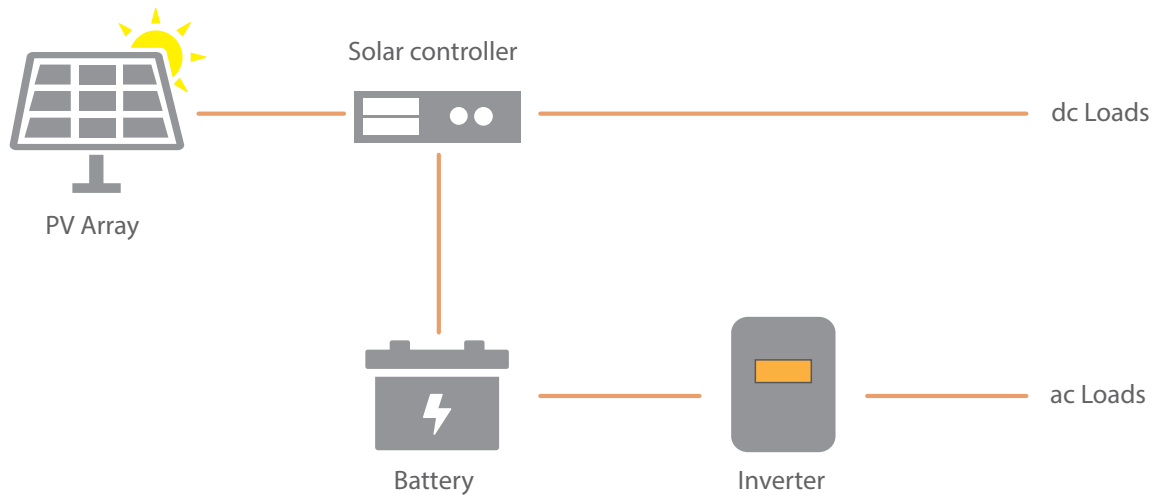 Solar controller
dc Loads
PV Array
ac Loads
Battery
Inverter